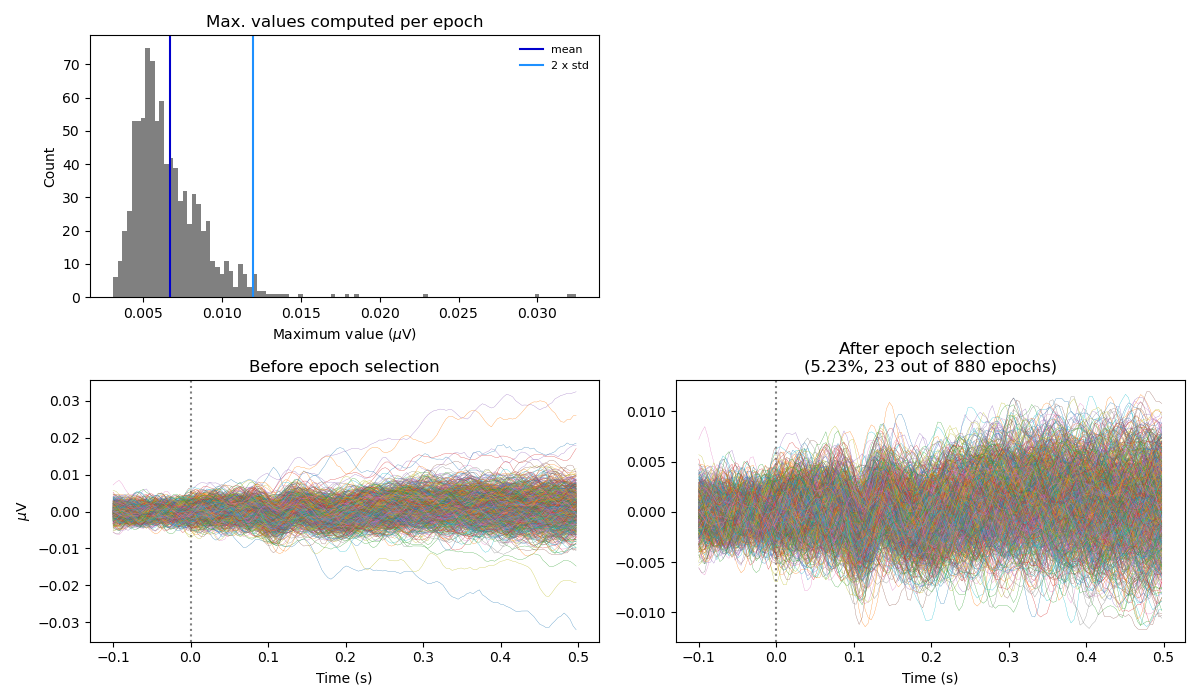 Max. values computed per epoch
mean
2 x std
70
60
50
40
30
20
10
0
Count
0.005 0.010 0.015 0.020 0.025 0.030
Maximum value (μV)
Before epoch selection
0.03
0.02
0.01
0.00
−0.01
−0.02
−0.03
μV
−0.1 0.0 0.1 0.2 0.3 0.4 0.5
Time (s)
After epoch selection
(5.23%, 23 out of 880 epochs)
0.010
0.005
0.000
−0.005
−0.010
−0.1 0.0 0.1 0.2 0.3 0.4 0.5
Time (s)